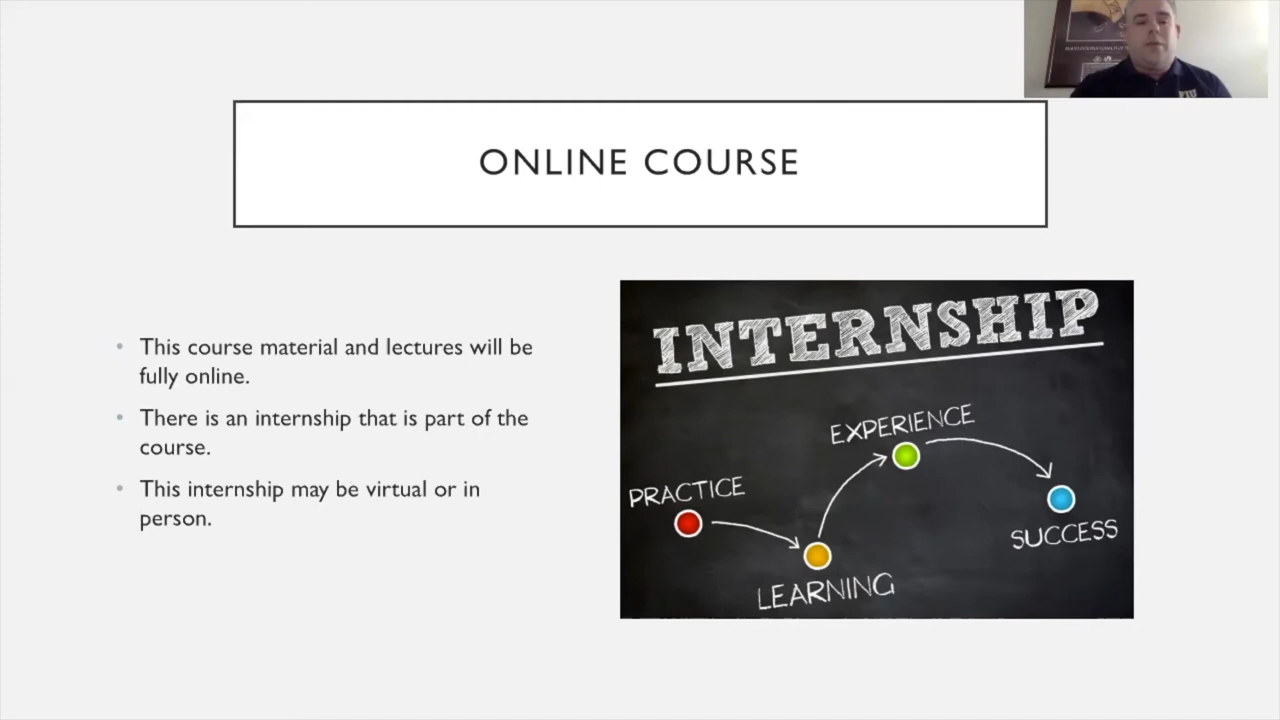 FIU
ONLINE COURSE
• This course material and lectures will be
fully online.
• There is an internship that is part of the
course.
• This internship may be virtual or in
person.
INTERNSHIP
EXPERIENCE
PRACTICE
SUCCESS
LEARNING